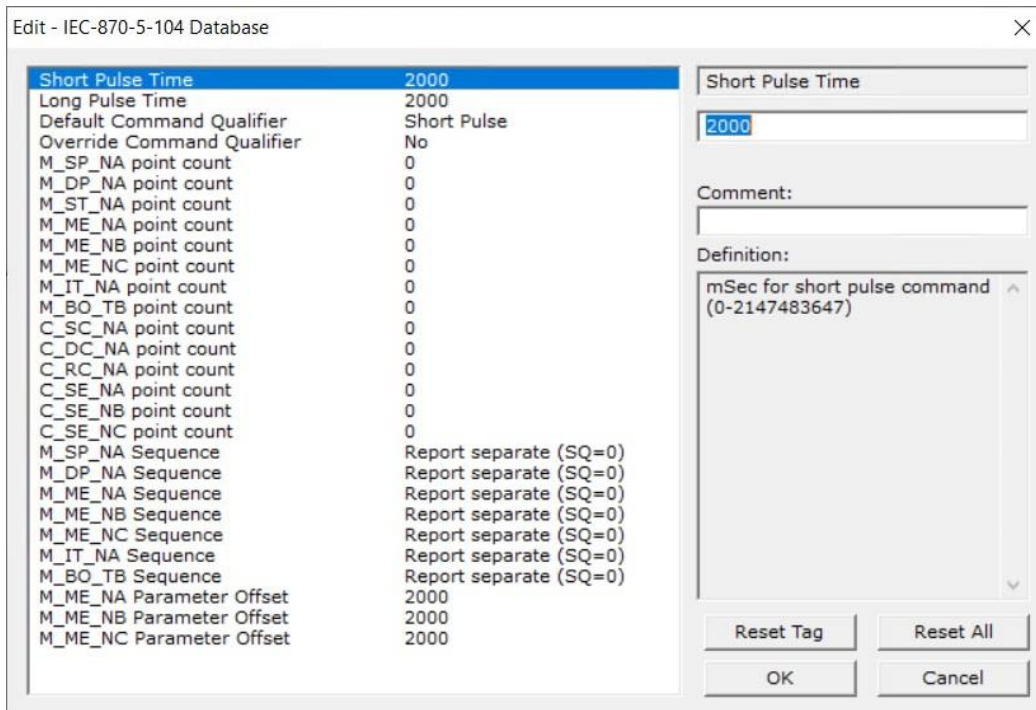 Edit - IEC-870-5-104 Database
Short Pulse Time 2000
Long Pulse Time 2000
Default Command Qualifier Short Pulse
Override Command Qualifier No
M_SP_NA point count 0
M_DP_NA point count 0
M_ST_NA point count 0
M_ME_NA point count 0
M_ME_NB point count 0
M_ME_NC point count 0
M_IT_NA point count 0
M_BO_TB point count 0
C_SC_NA point count 0
C_DC_NA point count 0
C_RC_NA point count 0
C_SE_NA point count 0
C_SE_NB point count 0
C_SE_NC point count 0
M_SP_NA Sequence Report separate (SQ=0)
M_DP_NA Sequence Report separate (SQ=0)
M_ME_NA Sequence Report separate (SQ=0)
M_ME_NB Sequence Report separate (SQ=0)
M_ME_NC Sequence Report separate (SQ=0)
M_IT_NA Sequence Report separate (SQ=0)
M_BO_TB Sequence Report separate (SQ=0)
M_ME_NA Parameter Offset 2000
M_ME_NB Parameter Offset 2000
M_ME_NC Parameter Offset 2000
Short Pulse Time
2000
Comment:
Definition:
mSec for short pulse command
(0-2147483647)
Reset Tag Reset All
OK Cancel